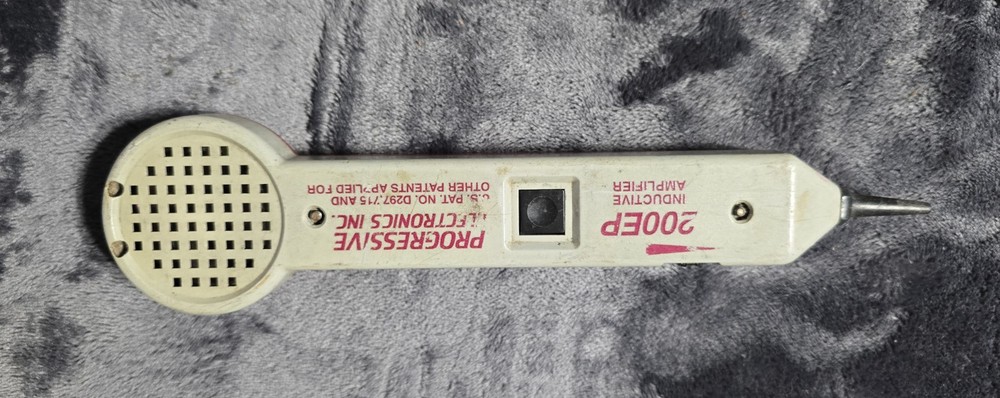 200EP
INDUCTIVE
AMPLIFIER
PROGRESSIVE
ELECTRONICS INC.
U.S. PAT. NO. D297,715 AND
OTHER PATENTS APPLIED FOR